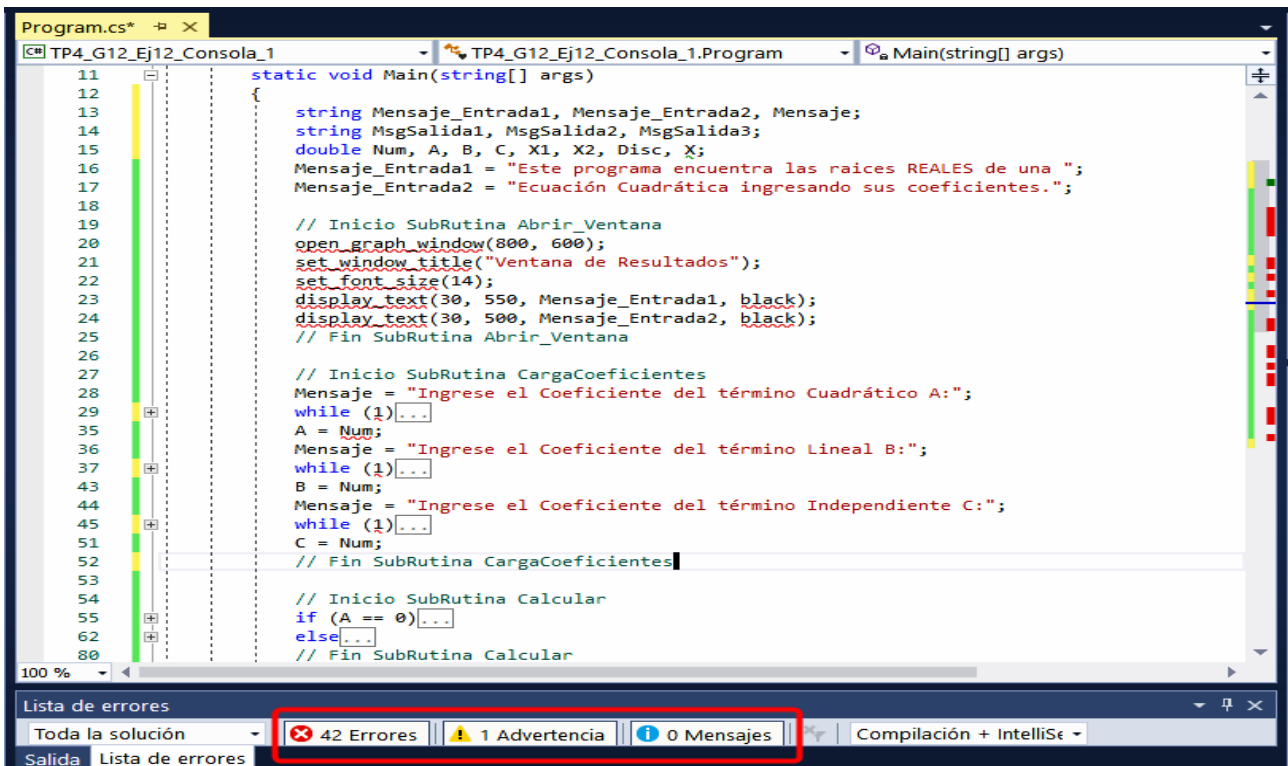 Program.cs*
TP4_G12_Ej12_Consola_1 TP4_G12_Ej12_Consola_1.Program Main(string[] args)
11 static void Main(string[] args)
12 {
13 string Mensaje_Entrada1, Mensaje_Entrada2, Mensaje;
14 string MsgSalida1, MsgSalida2, MsgSalida3;
15 double Num, A, B, C, X1, X2, Disc, X;
16 Mensaje_Entrada1 = "Este programa encuentra las raices REALES de una ";
17 Mensaje_Entrada2 = "Ecuación Cuadrática ingresando sus coeficientes.";
18
19 // Inicio SubRutina Abrir_Ventana
20 open_graph_window(800, 600);
21 set_window_title("Ventana de Resultados");
22 set_font_size(14);
23 display_text(30, 550, Mensaje_Entrada1, black);
24 display_text(30, 500, Mensaje_Entrada2, black);
25 // Fin SubRutina Abrir_Ventana
26
27 // Inicio SubRutina CargaCoeficientes
28 Mensaje = "Ingrese el Coeficiente del término Cuadrático A:";
29 while (1)...
35 A = Num;
36 Mensaje = "Ingrese el Coeficiente del término Lineal B:";
37 while (1)...
43 B = Num;
44 Mensaje = "Ingrese el Coeficiente del término Independiente C:";
45 while (1)...
51 C = Num;
52 // Fin SubRutina CargaCoeficientes
53
54 // Inicio SubRutina Calcular
55 if (A == 0)...
62 else...
80 // Fin SubRutina Calcular
100 %
Lista de errores
Toda la solución 42 Errores 1 Advertencia 0 Mensajes Compilación + IntelliSe
Salida Lista de errores